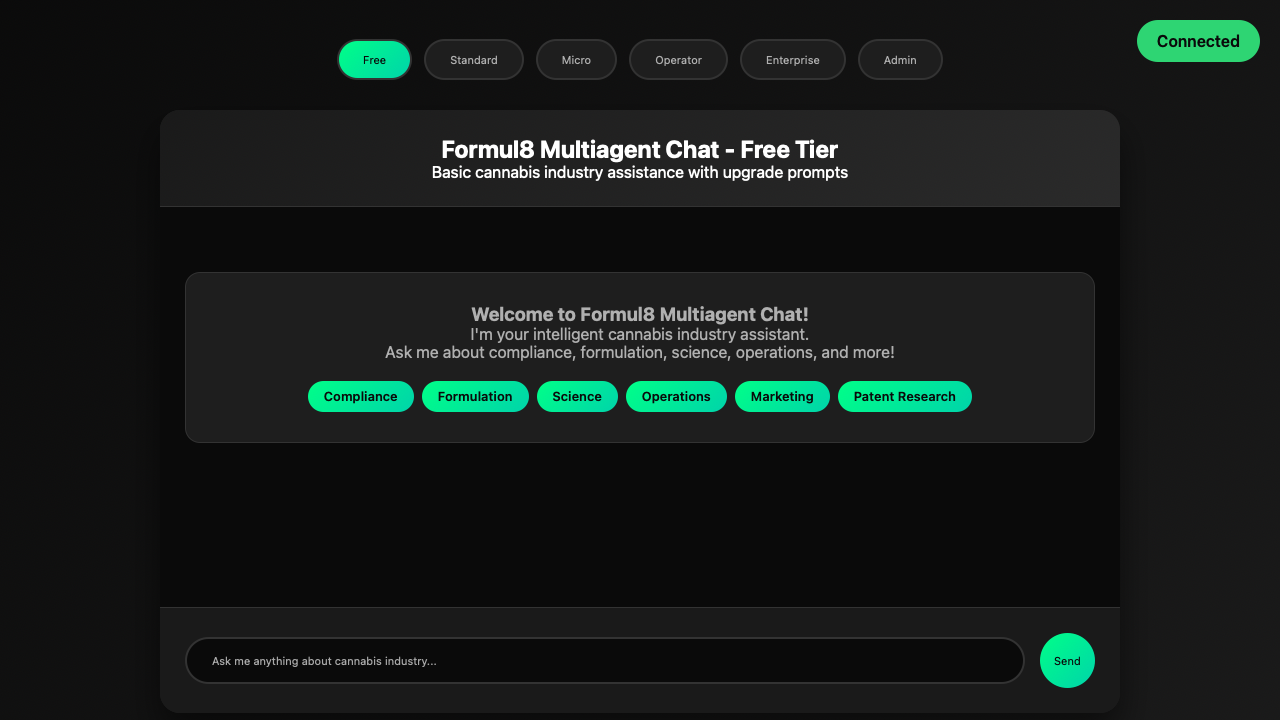 Free
Standard
Micro
Operator
Enterprise
Admin
Connected
Formul8 Multiagent Chat - Free Tier
Basic cannabis industry assistance with upgrade prompts
Welcome to Formul8 Multiagent Chat!
I'm your intelligent cannabis industry assistant.
Ask me about compliance, formulation, science, operations, and more!
Compliance
Formulation
Science
Operations
Marketing
Patent Research
Ask me anything about cannabis industry...
Send